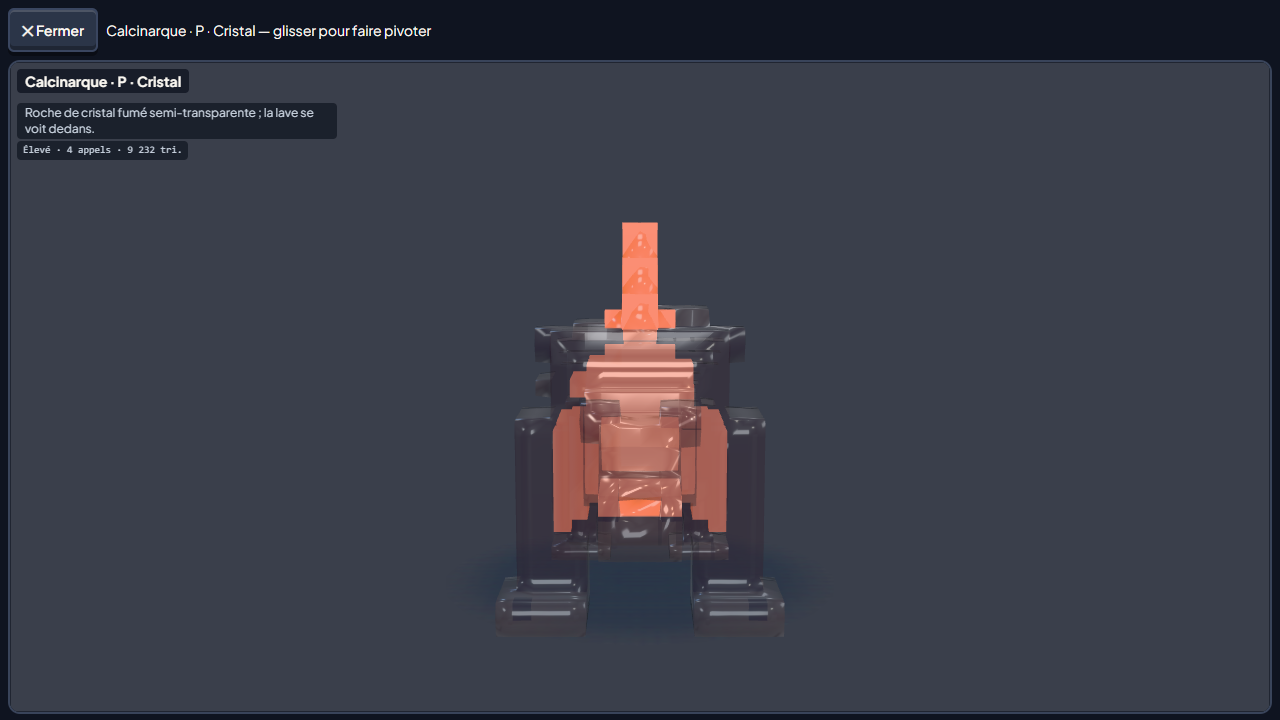 Fermer
Calcinarque · P · Cristal — glisser pour faire pivoter
Calcinarque · P · Cristal
Roche de cristal fumé semi-transparente ; la lave se
voit dedans.
Élevé · 4 appels · 9 232 tri.